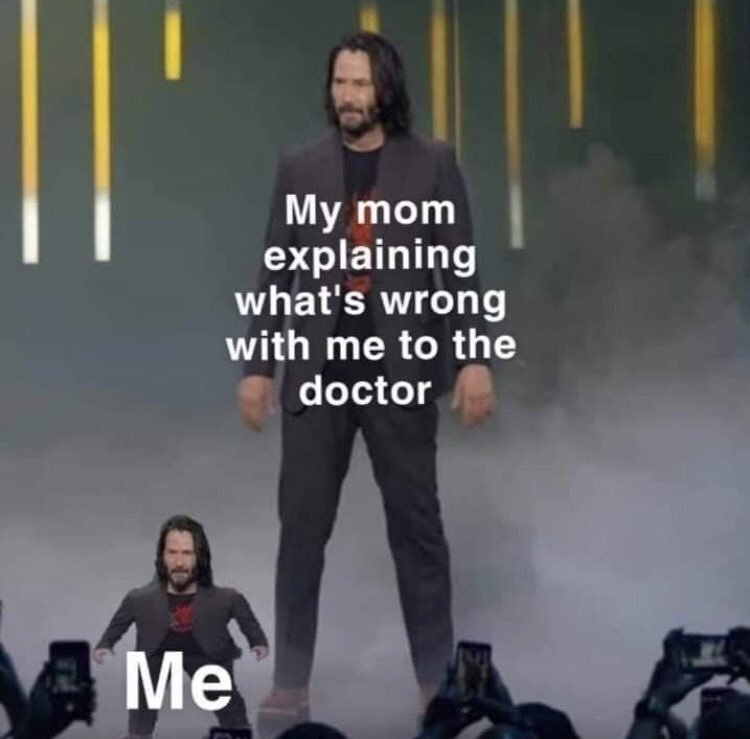 My mom
explaining
what's wrong
with me to the
doctor
Me